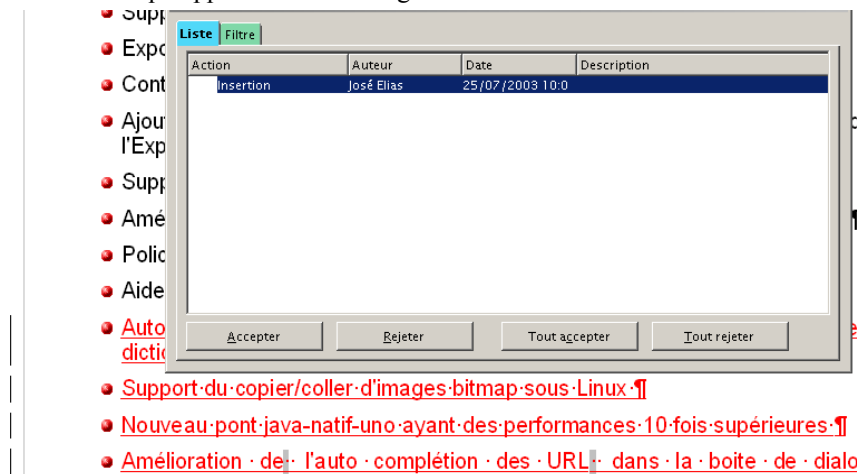 Liste Filtre
Action Auteur Date Description
Insertion José Elias 25/07/2003 10:0
Accepter Rejeter Tout accepter Tout rejeter
Supp
Expo
Cont
Ajou
l'Exp
Supp
Amé
Polic
Aide
Auto
dictio
Support·du·copier/coller·d'images·bitmap·sous·Linux·¶
Nouveau·pont·java-natif-uno·ayant·des·performances·10·fois·supérieures·¶
Amélioration · de · l'auto · complétion · des · URL · dans · la · boite · de · dialo